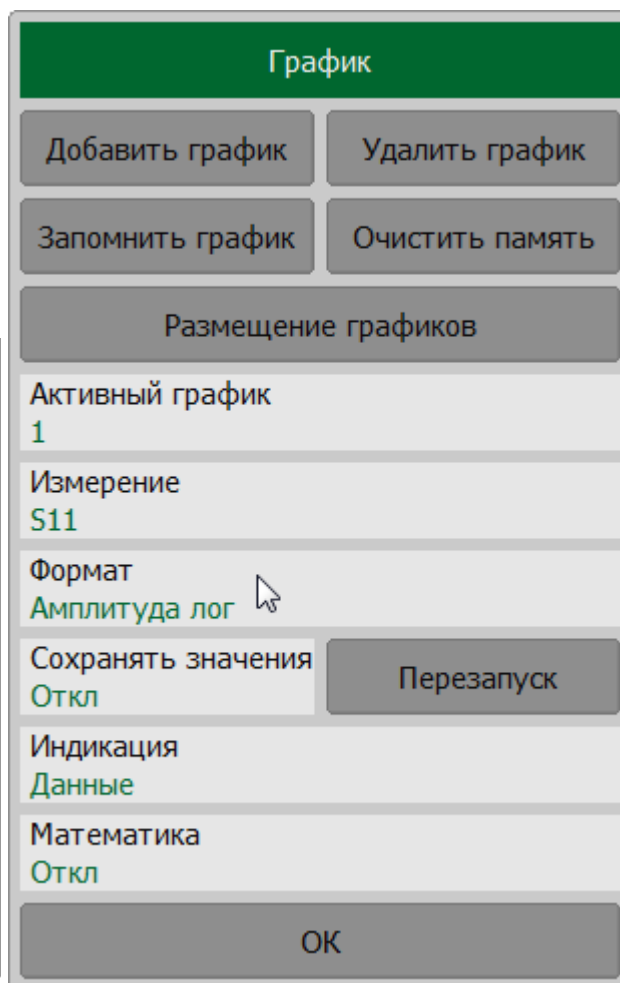 График
Добавить график
Удалить график
Запомнить график
Очистить память
Размещение графиков
Активный график
1
Измерение
S11
Формат
Амплитуда лог
Сохранять значения
Откл
Перезапуск
Индикация
Данные
Математика
Откл
ОК